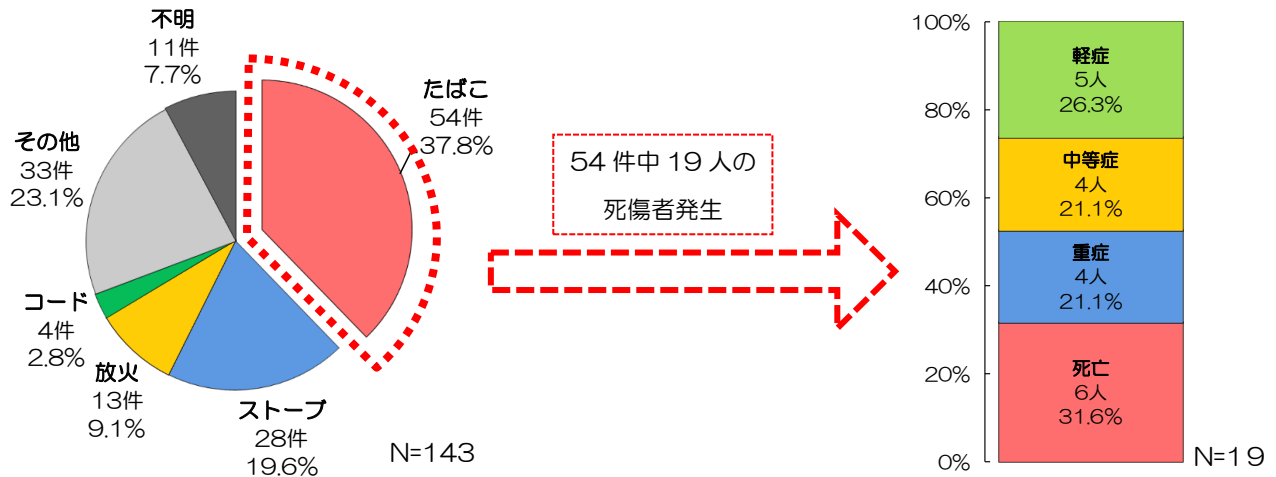 不明
11件
7.7%
たばこ
54件
37.8%
その他
33件
23.1%
コード
4件
2.8%
放火
13件
9.1%
ストーブ
28件
19.6%
N=143
54 件中 19 人の
死傷者発生
100%
80%
60%
40%
20%
0%
軽症
5人
26.3%
中等症
4人
21.1%
重症
4人
21.1%
死亡
6人
31.6%
N=19